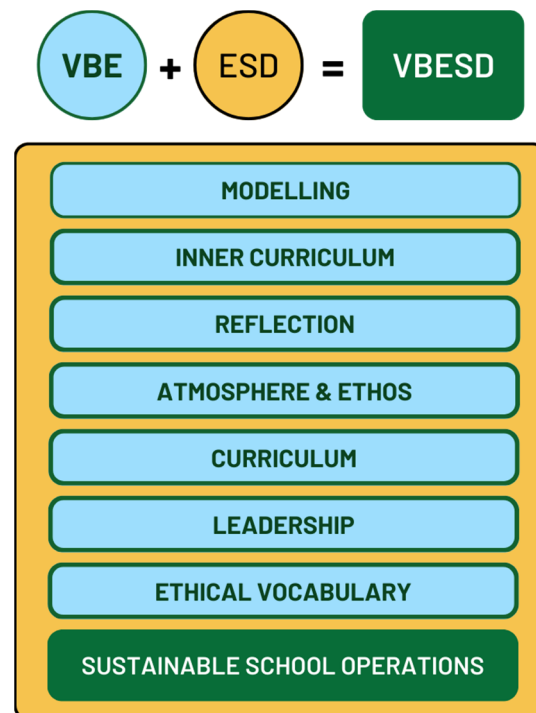 VBE + ESD = VBESD
MODELLING
INNER CURRICULUM
REFLECTION
ATMOSPHERE & ETHOS
CURRICULUM
LEADERSHIP
ETHICAL VOCABULARY
SUSTAINABLE SCHOOL OPERATIONS